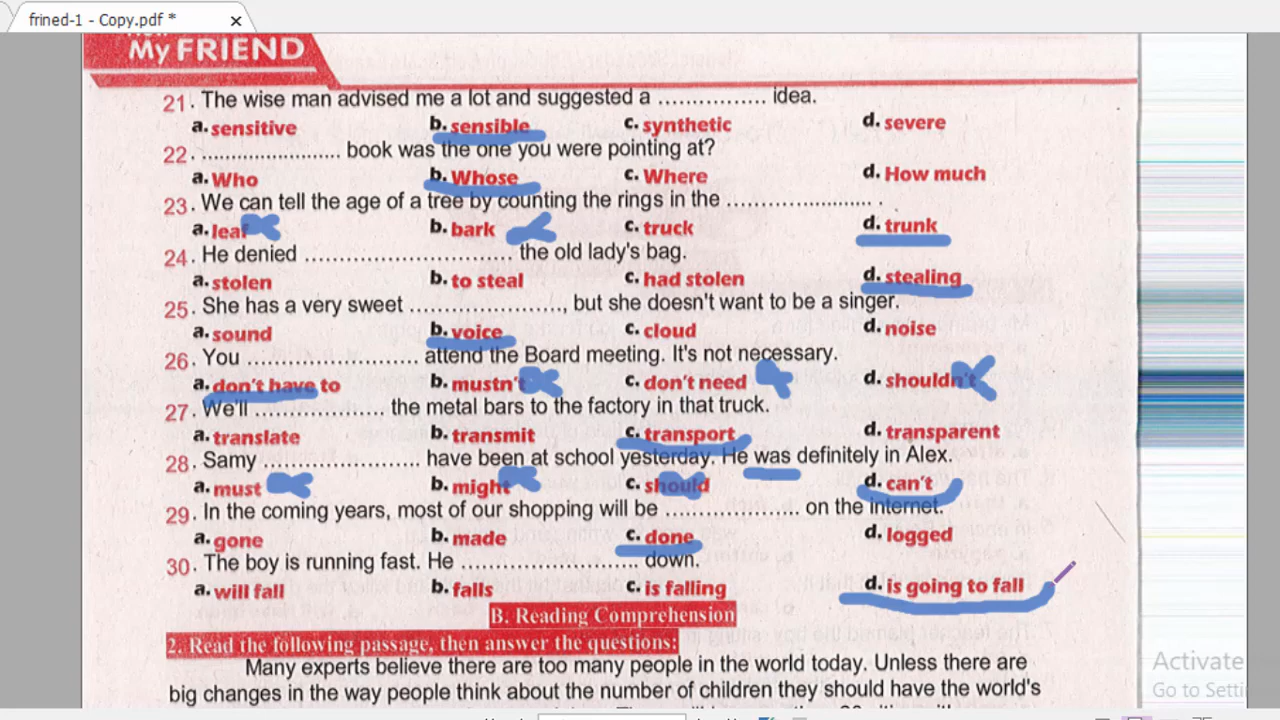 frined-1 - Copy.pdf *
My FRIEND
21. The wise man advised me a lot and suggested a ................ idea.
a. sensitive b. sensible c. synthetic d. severe
22. ........................ book was the one you were pointing at?
a. Who b. Whose c. Where d. How much
23. We can tell the age of a tree by counting the rings in the ......................... .
a. leaf b. bark c. truck d. trunk
24. He denied .................................. the old lady's bag.
a. stolen b. to steal c. had stolen d. stealing
25. She has a very sweet .........................., but she doesn't want to be a singer.
a. sound b. voice c. cloud d. noise
26. You ............................ attend the Board meeting. It's not necessary.
a. don't have to b. mustn't c. don't need d. shouldn't
27. We'll ...................... the metal bars to the factory in that truck.
a. translate b. transmit c. transport d. transparent
28. Samy .......................... have been at school yesterday. He was definitely in Alex.
a. must b. might c. should d. can't
29. In the coming years, most of our shopping will be ...................... on the internet.
a. gone b. made c. done d. logged
30. The boy is running fast. He ............................. down.
a. will fall b. falls c. is falling d. is going to fall
B. Reading Comprehension
2. Read the following passage, then answer the questions:
Many experts believe there are too many people in the world today. Unless there are
big changes in the way people think about the number of children they should have the world's
Activate
Go to Setti